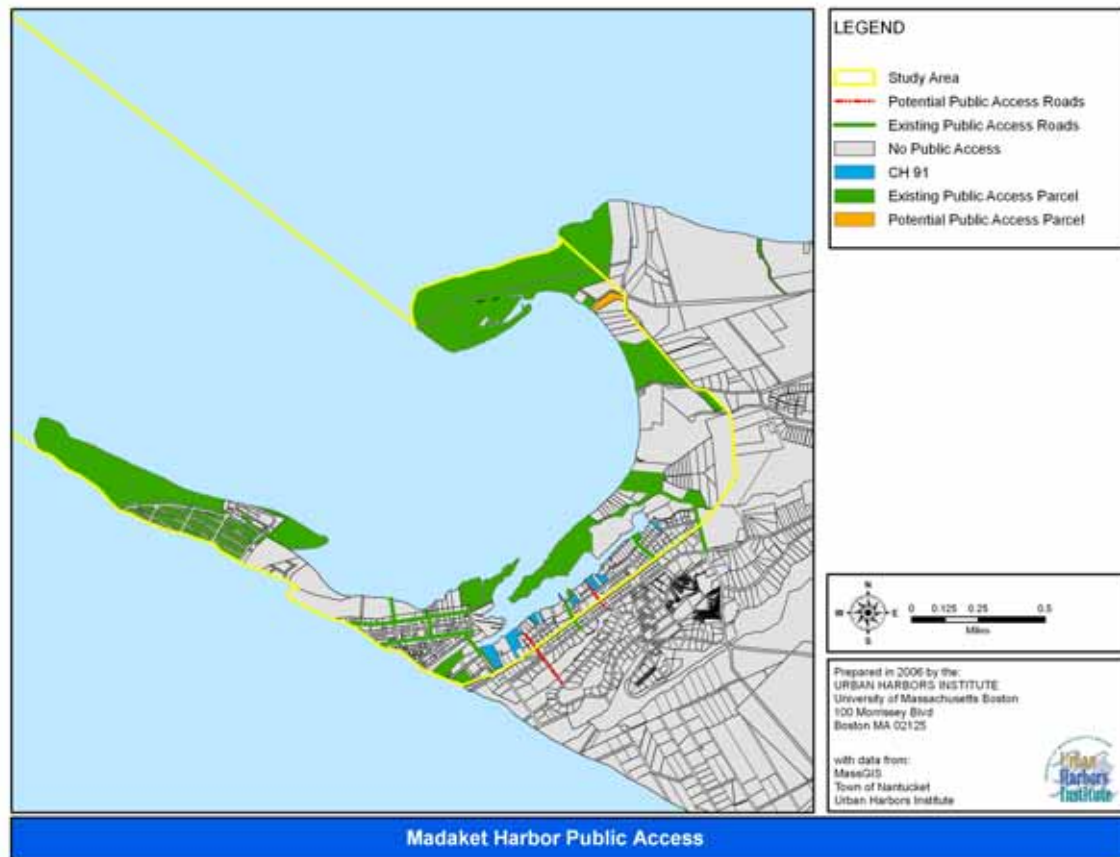 LEGEND
Study Area
Potential Public Access Roads
Existing Public Access Roads
No Public Access
CH 91
Existing Public Access Parcel
Potential Public Access Parcel
N
W E
S
0 0.125 0.25 0.5
Miles
Prepared in 2006 by the:
URBAN HARBORS INSTITUTE
University of Massachusetts Boston
100 Morrissey Blvd
Boston MA 02125
with data from:
MassGIS
Town of Nantucket
Urban Harbors Institute
Urban
Harbors
Institute
Madaket Harbor Public Access